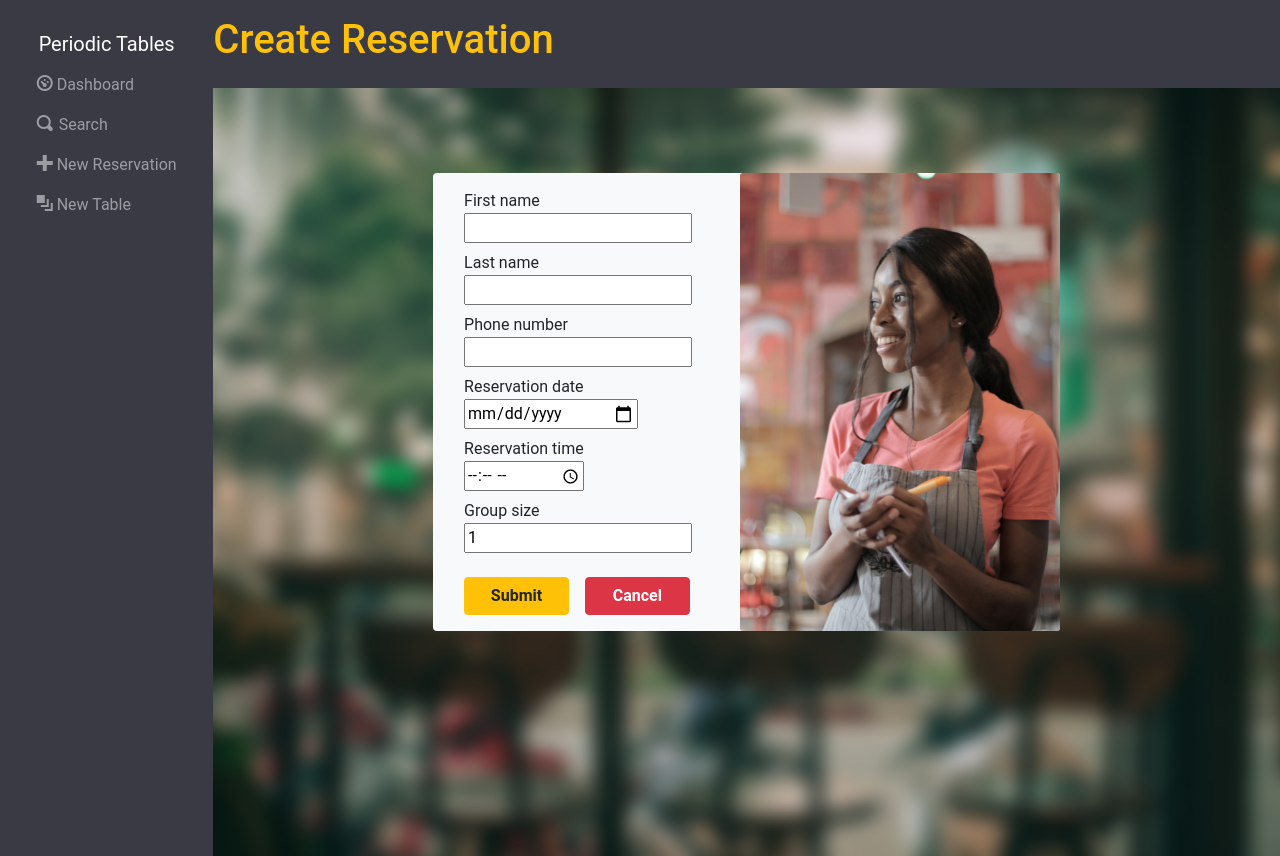 Periodic Tables
Dashboard
Search
New Reservation
New Table
Create Reservation
First name
Last name
Phone number
Reservation date
mm/dd/yyyy
Reservation time
--:-- --
Group size
1
Submit Cancel